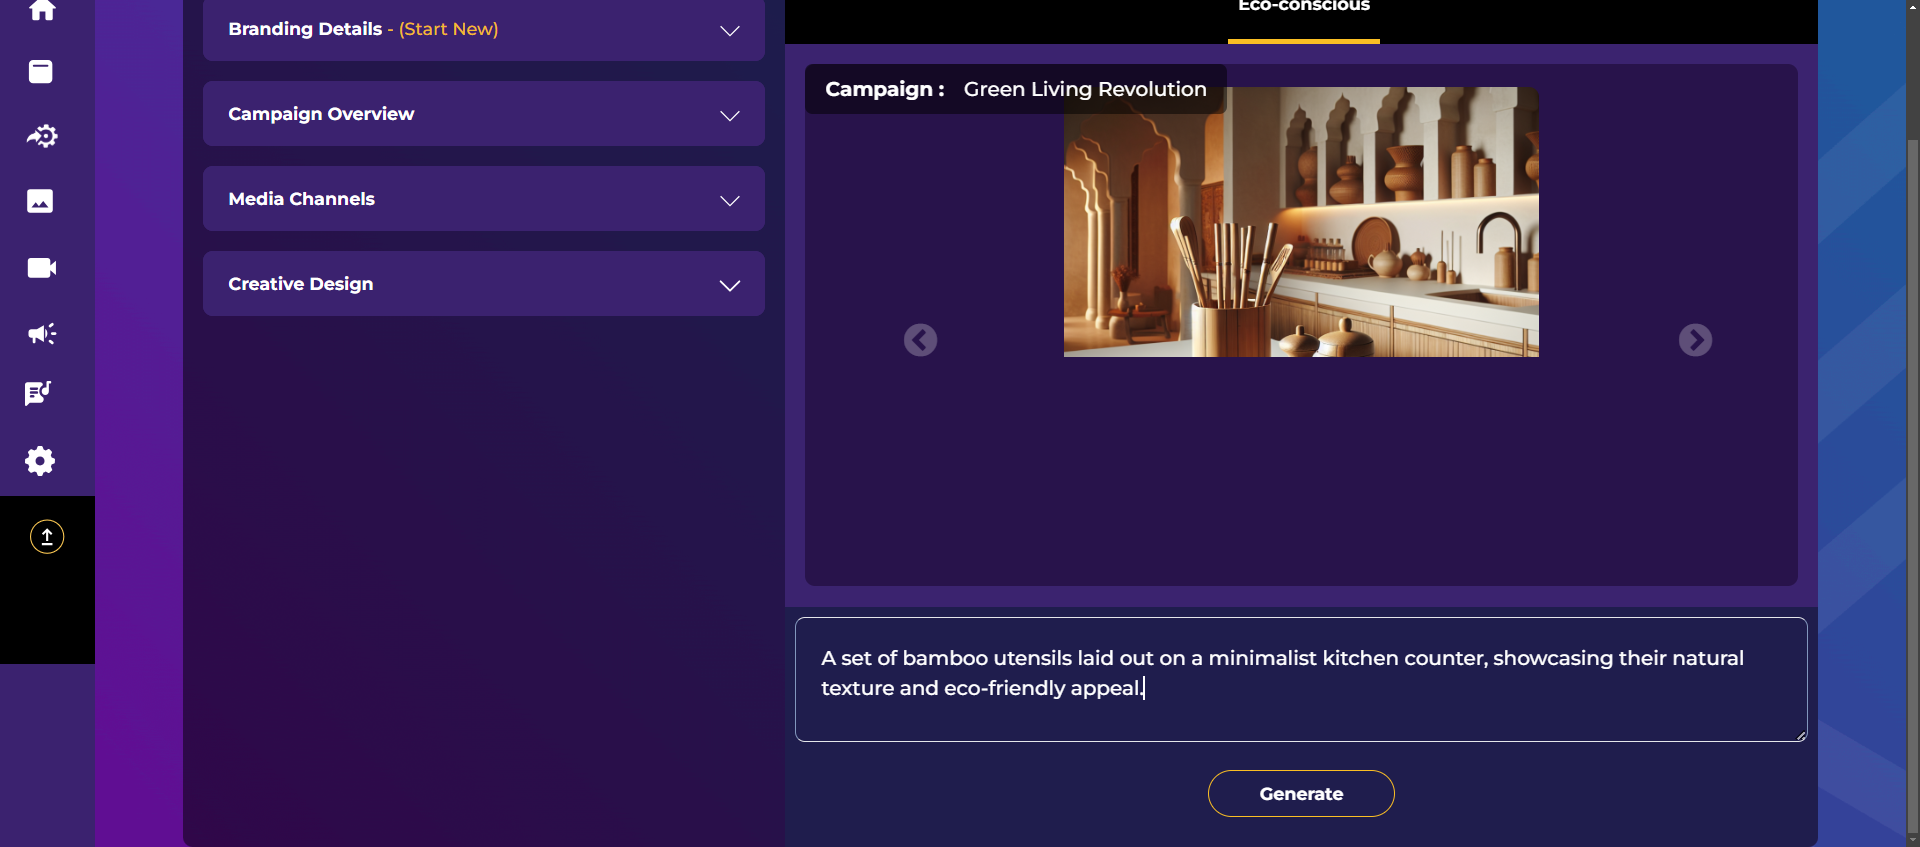 Branding Details - (Start New)
Campaign Overview
Media Channels
Creative Design
Eco-conscious
Campaign : Green Living Revolution
A set of bamboo utensils laid out on a minimalist kitchen counter, showcasing their natural
texture and eco-friendly appeal.
Generate